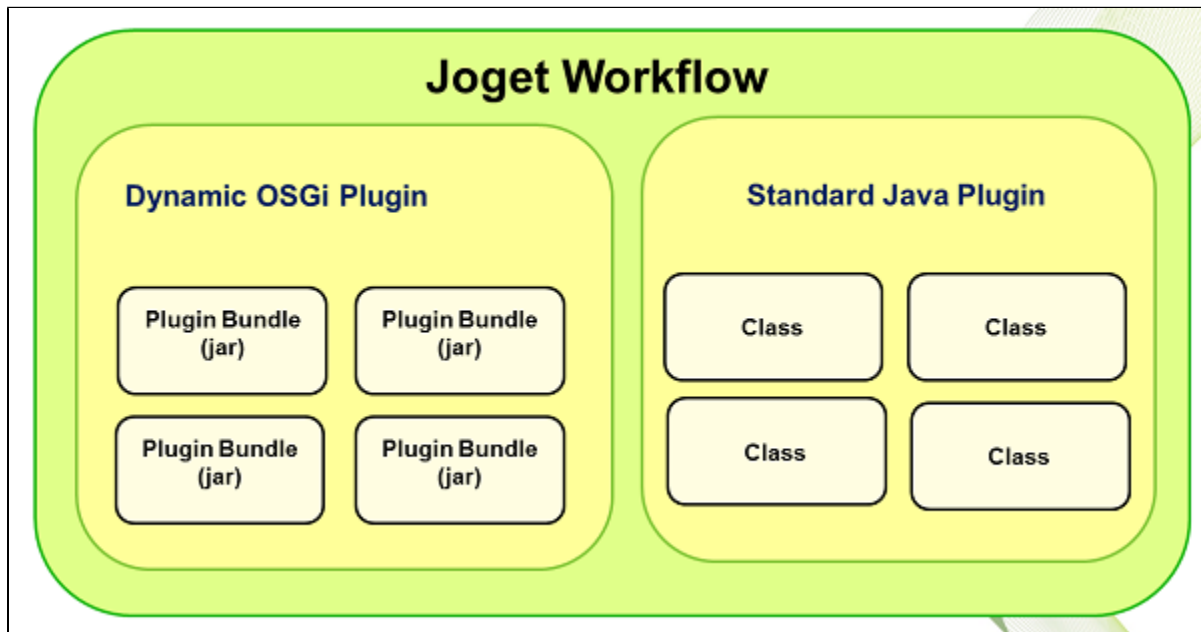 Joget Workflow
Dynamic OSGi Plugin
Plugin Bundle
(jar)
Plugin Bundle
(jar)
Plugin Bundle
(jar)
Plugin Bundle
(jar)
Standard Java Plugin
Class
Class
Class
Class